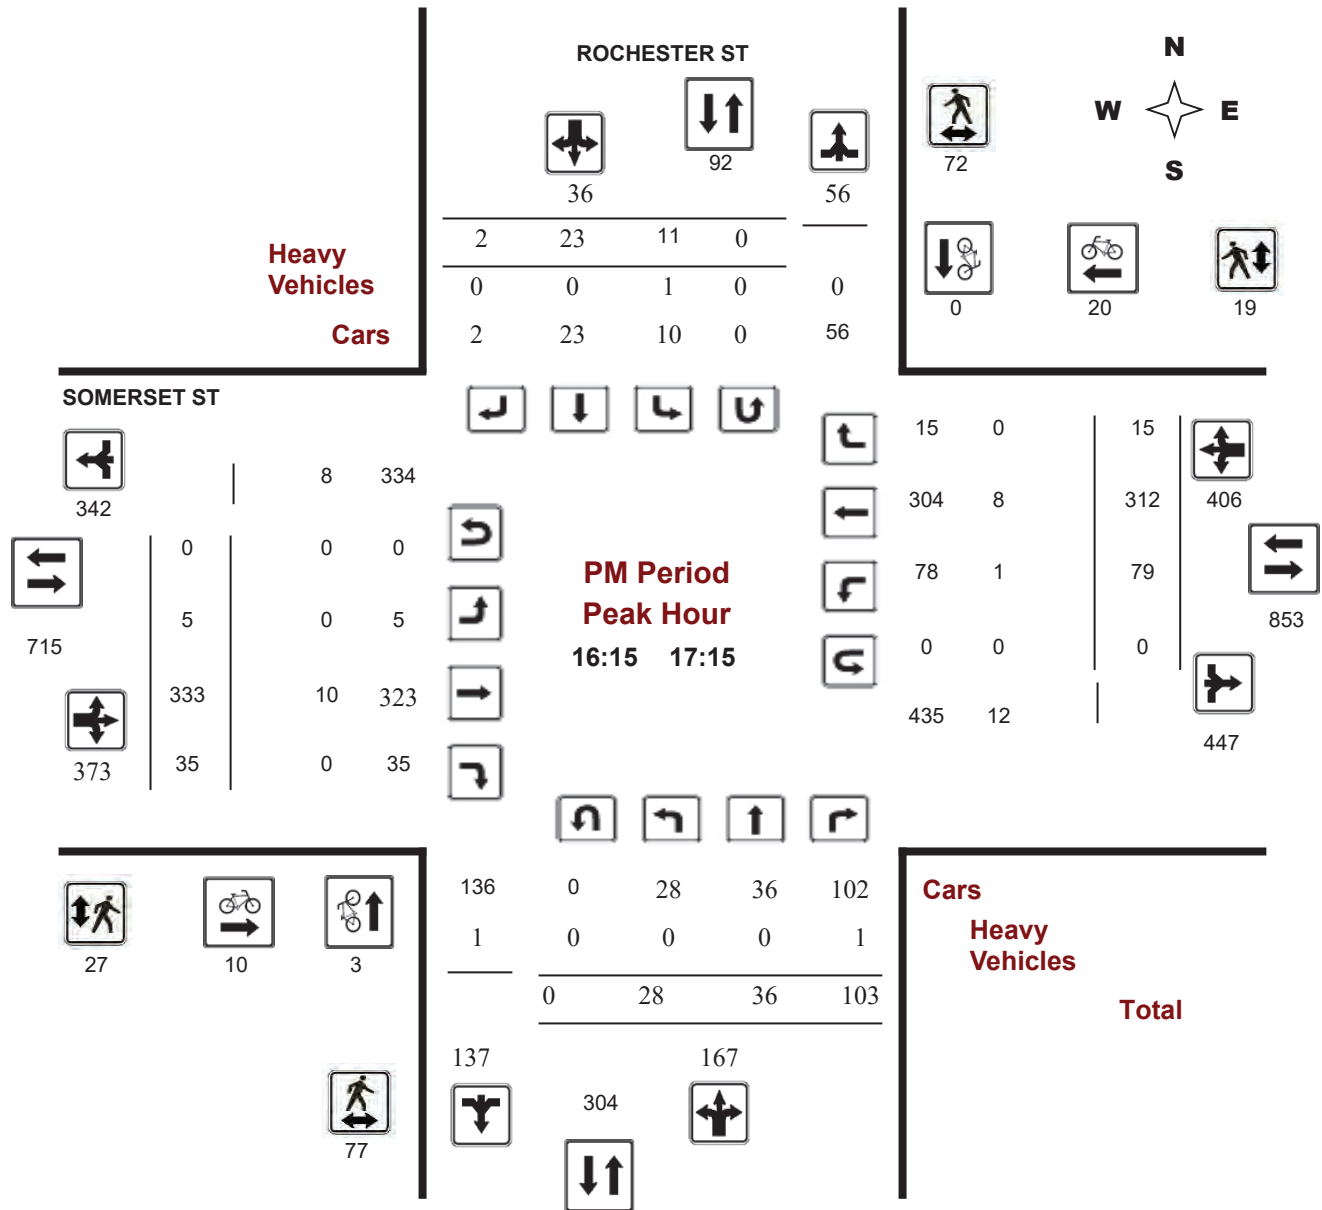 ROCHESTER ST
N
W E
S
92
72
36 56
2 23 11 0
Heavy
Vehicles
0 0 1 0 0
Cars
2 23 10 0 56
0 20 19
SOMERSET ST
15 0 15
8 334
342
304 8 312 406
0 0 0
PM Period
78 1 79
Peak Hour
5 0 5
853
715
16:15 17:15
0 0 0
333 10 323
435 12
447
373 35 0 35
136 0 28 36 102
Cars
1 0 0 0 1
Heavy
Vehicles
27 10 3
0 28 36 103
Total
137 167
304
77